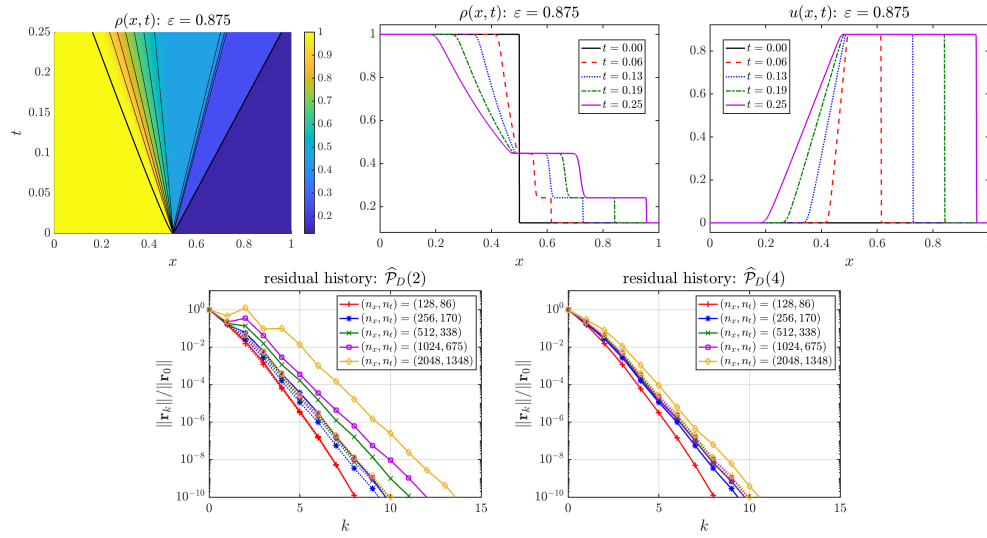 ρ(x, t): ε = 0.875
0.25
0.2
0.15
0.1
0.05
0
t
0 0.2 0.4 0.6 0.8 1
x
1
0.9
0.8
0.7
0.6
0.5
0.4
0.3
0.2
ρ(x, t): ε = 0.875
1
0.8
0.6
0.4
0.2
0
0 0.2 0.4 0.6 0.8 1
x
t = 0.00
t = 0.06
t = 0.13
t = 0.19
t = 0.25
u(x, t): ε = 0.875
0.8
0.6
0.4
0.2
0
0 0.2 0.4 0.6 0.8 1
x
t = 0.00
t = 0.06
t = 0.13
t = 0.19
t = 0.25
residual history: P̂_D(2)
10^0
10^-2
10^-4
10^-6
10^-8
10^-10
||r_k||/||r_0||
0 5 10 15
k
(n_x, n_t) = (128, 86)
(n_x, n_t) = (256, 170)
(n_x, n_t) = (512, 338)
(n_x, n_t) = (1024, 675)
(n_x, n_t) = (2048, 1348)
residual history: P̂_D(4)
10^0
10^-2
10^-4
10^-6
10^-8
10^-10
||r_k||/||r_0||
0 5 10 15
k
(n_x, n_t) = (128, 86)
(n_x, n_t) = (256, 170)
(n_x, n_t) = (512, 338)
(n_x, n_t) = (1024, 675)
(n_x, n_t) = (2048, 1348)